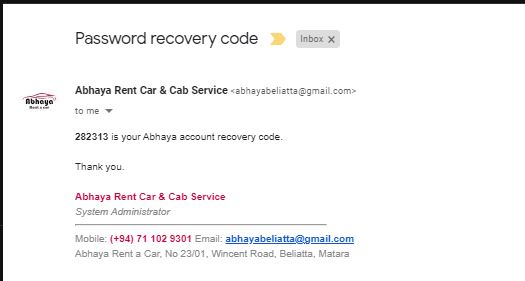 Password recovery code
Inbox ×
Abhaya Rent Car & Cab Service <abhayabeliatta@gmail.com>
Abhaya
Rent a car
to me
282313 is your Abhaya account recovery code.
Thank you.
Abhaya Rent Car & Cab Service
System Administrator
Mobile: (+94) 71 102 9301 Email: abhayabeliatta@gmail.com
Abhaya Rent a Car, No 23/01, Wincent Road, Beliatta, Matara